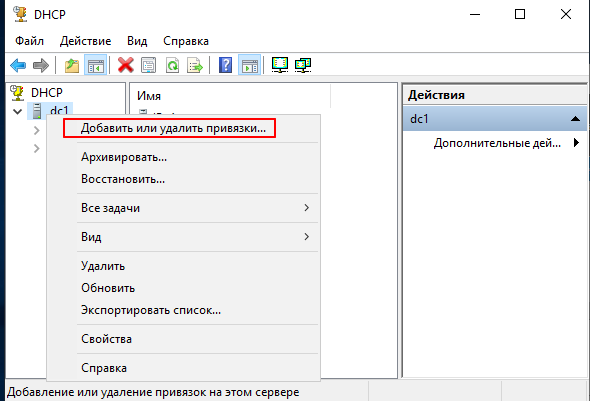 DHCP
Файл Действие Вид Справка
DHCP
dc1
Имя
Действия
dc1
Дополнительные дей...
Добавить или удалить привязки...
Архивировать...
Восстановить...
Все задачи
Вид
Удалить
Обновить
Экспортировать список...
Свойства
Справка
Добавление или удаление привязок на этом сервере